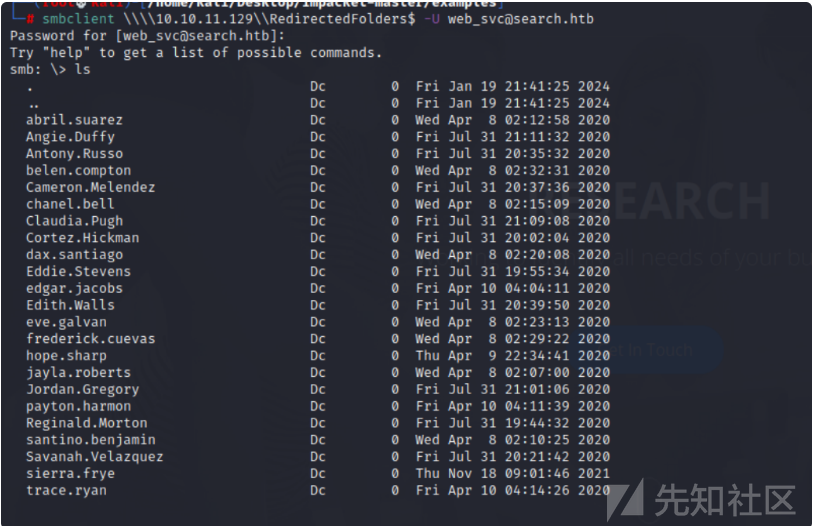 (root㉿kali)-[/home/kali/Desktop/impacket-master/examples]
# smbclient \\\\10.10.11.129\\RedirectedFolders$ -U web_svc@search.htb
Password for [web_svc@search.htb]:
Try "help" to get a list of possible commands.
smb: \> ls
. Dc 0 Fri Jan 19 21:41:25 2024
.. Dc 0 Fri Jan 19 21:41:25 2024
abril.suarez Dc 0 Wed Apr 8 02:12:58 2020
Angie.Duffy Dc 0 Fri Jul 31 21:11:32 2020
Antony.Russo Dc 0 Fri Jul 31 20:35:32 2020
belen.compton Dc 0 Wed Apr 8 02:32:31 2020
Cameron.Melendez Dc 0 Fri Jul 31 20:37:36 2020
chanel.bell Dc 0 Wed Apr 8 02:15:09 2020
Claudia.Pugh Dc 0 Fri Jul 31 21:09:08 2020
Cortez.Hickman Dc 0 Fri Jul 31 20:02:04 2020
dax.santiago Dc 0 Wed Apr 8 02:20:08 2020
Eddie.Stevens Dc 0 Fri Jul 31 19:55:34 2020
edgar.jacobs Dc 0 Fri Apr 10 04:04:11 2020
Edith.Walls Dc 0 Fri Jul 31 20:39:50 2020
eve.galvan Dc 0 Wed Apr 8 02:23:13 2020
frederick.cuevas Dc 0 Wed Apr 8 02:29:22 2020
hope.sharp Dc 0 Thu Apr 9 22:34:41 2020
jayla.roberts Dc 0 Wed Apr 8 02:07:00 2020
Jordan.Gregory Dc 0 Fri Jul 31 21:01:06 2020
payton.harmon Dc 0 Fri Apr 10 04:11:39 2020
Reginald.Morton Dc 0 Fri Jul 31 19:44:32 2020
santino.benjamin Dc 0 Wed Apr 8 02:10:25 2020
Savanah.Velazquez Dc 0 Fri Jul 31 20:21:42 2020
sierra.frye Dc 0 Thu Nov 18 09:01:46 2021
trace.ryan Dc 0 Fri Apr 10 04:14:26 2020
EARCH
all needs of your
In Touch
先知社区